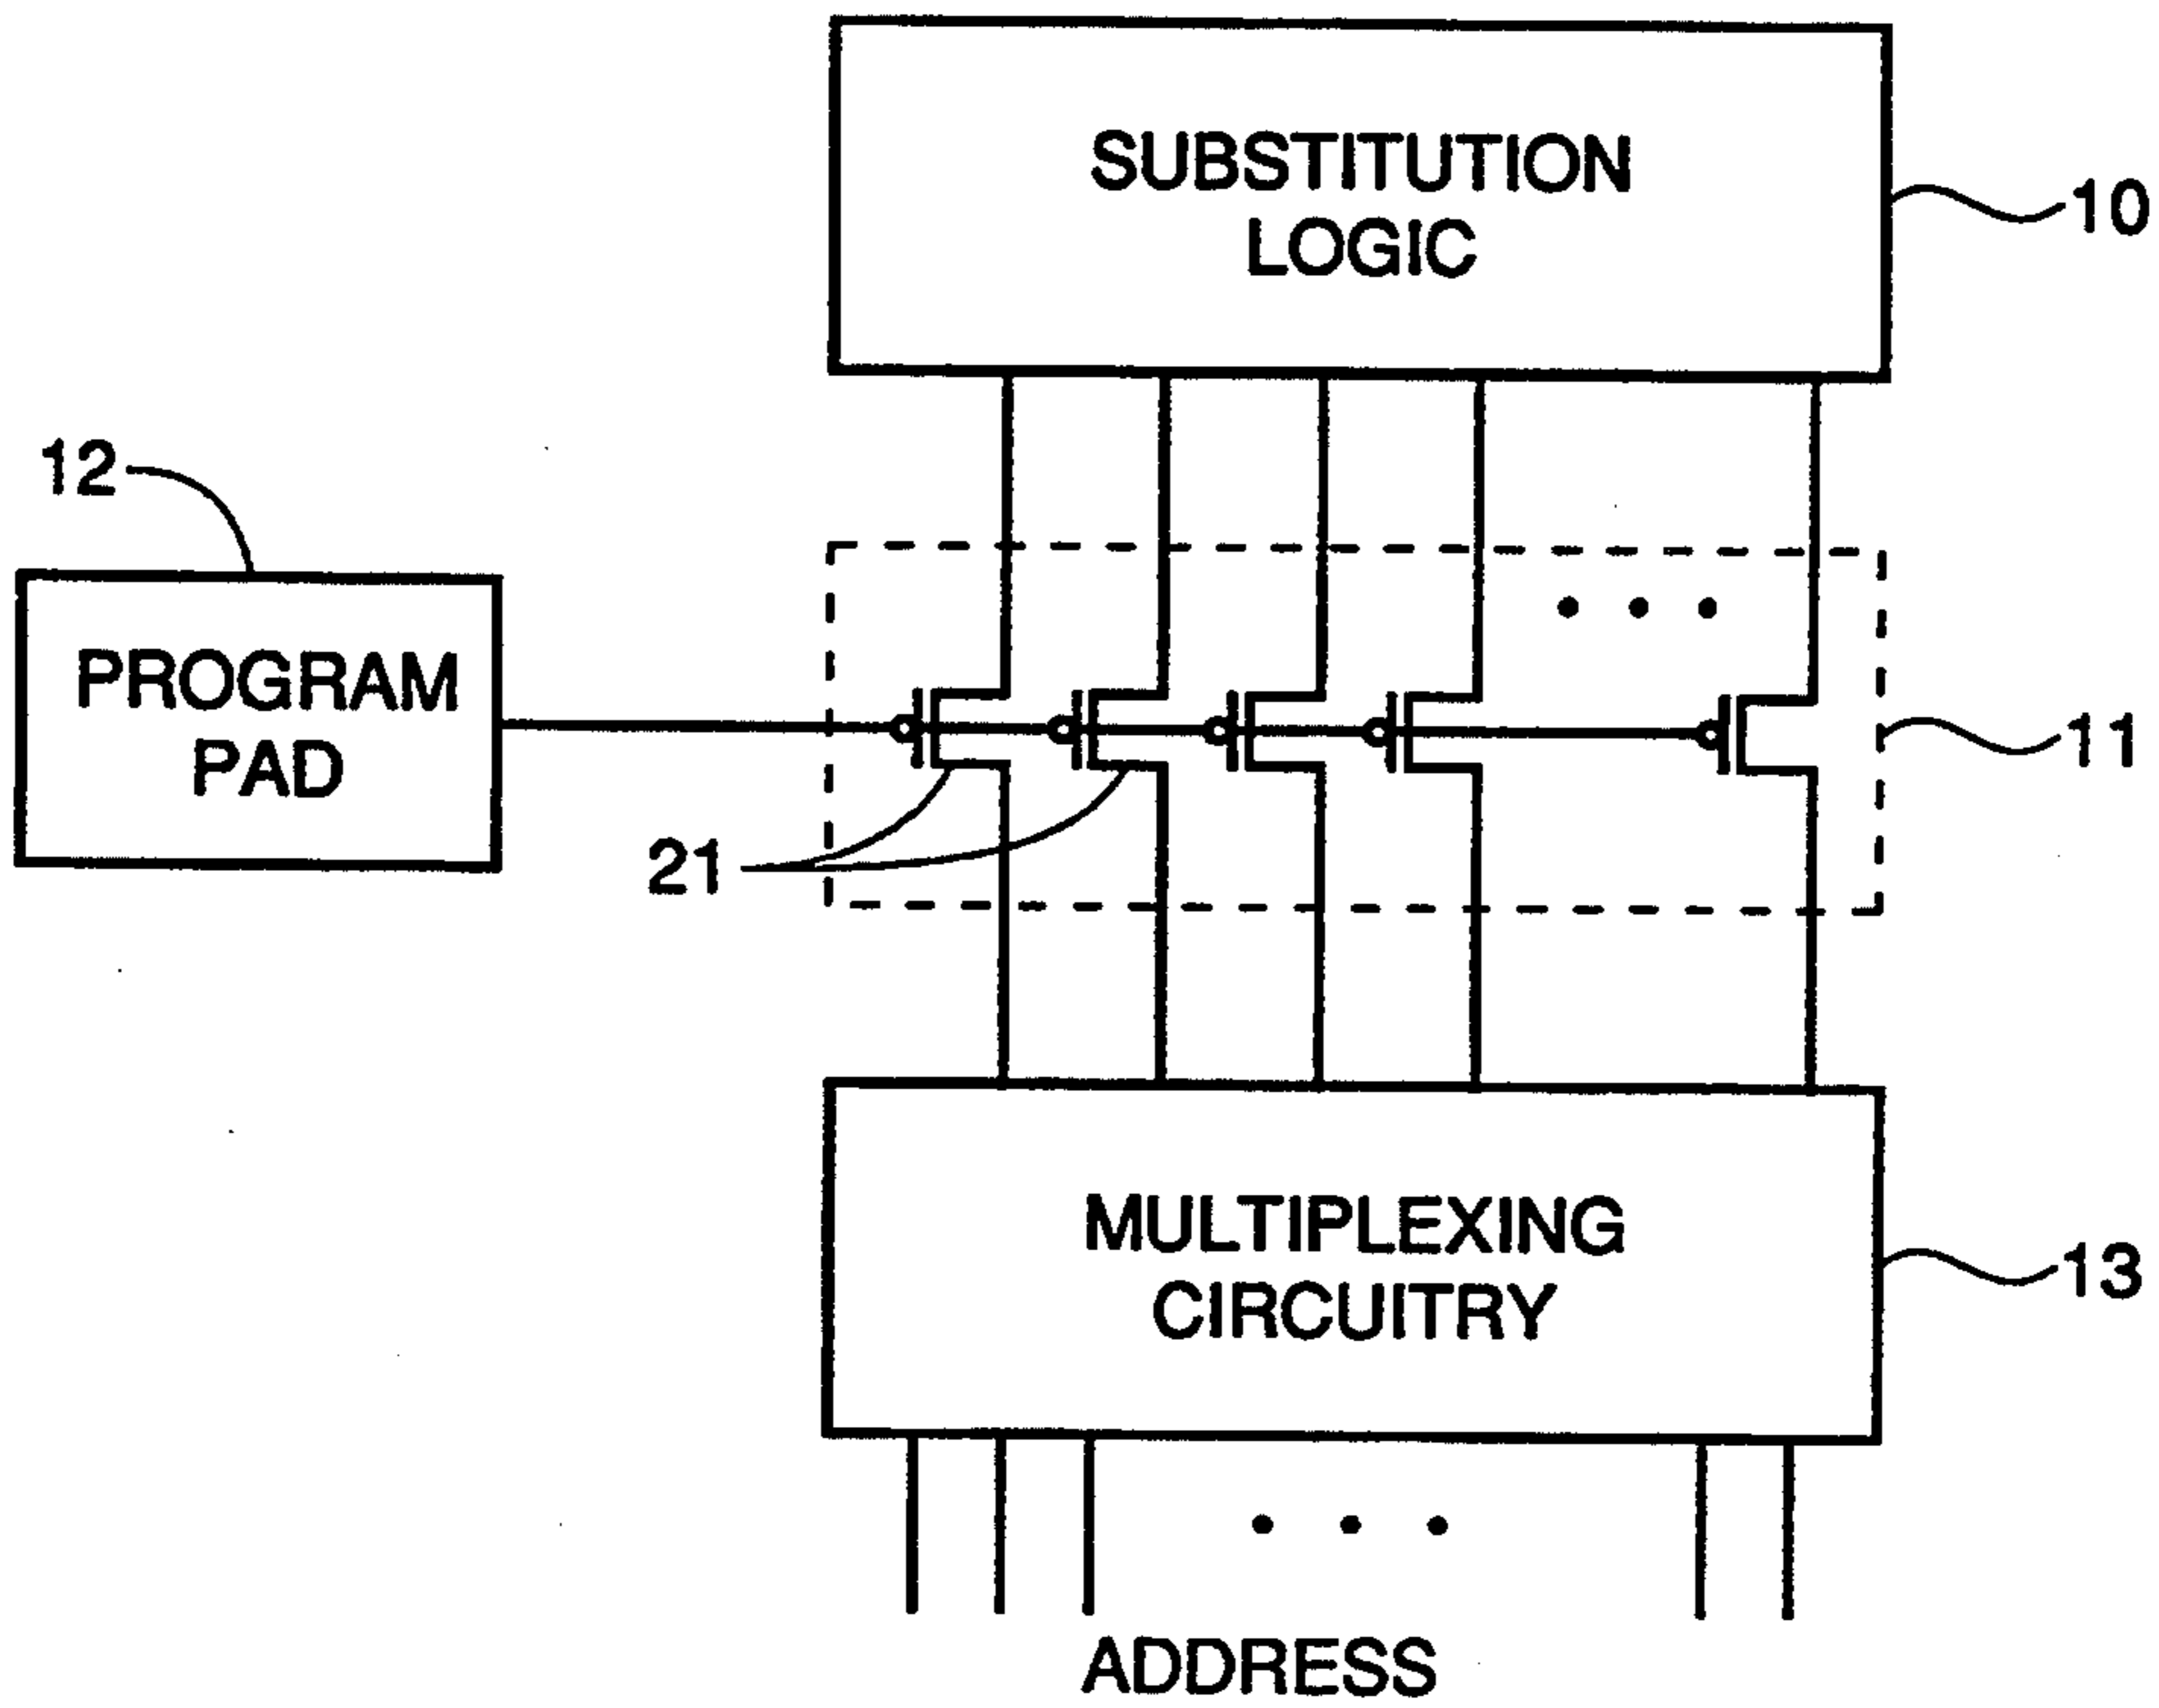 SUBSTITUTION
LOGIC
10
12
PROGRAM
PAD
11
21
MULTIPLEXING
CIRCUITRY
13
ADDRESS